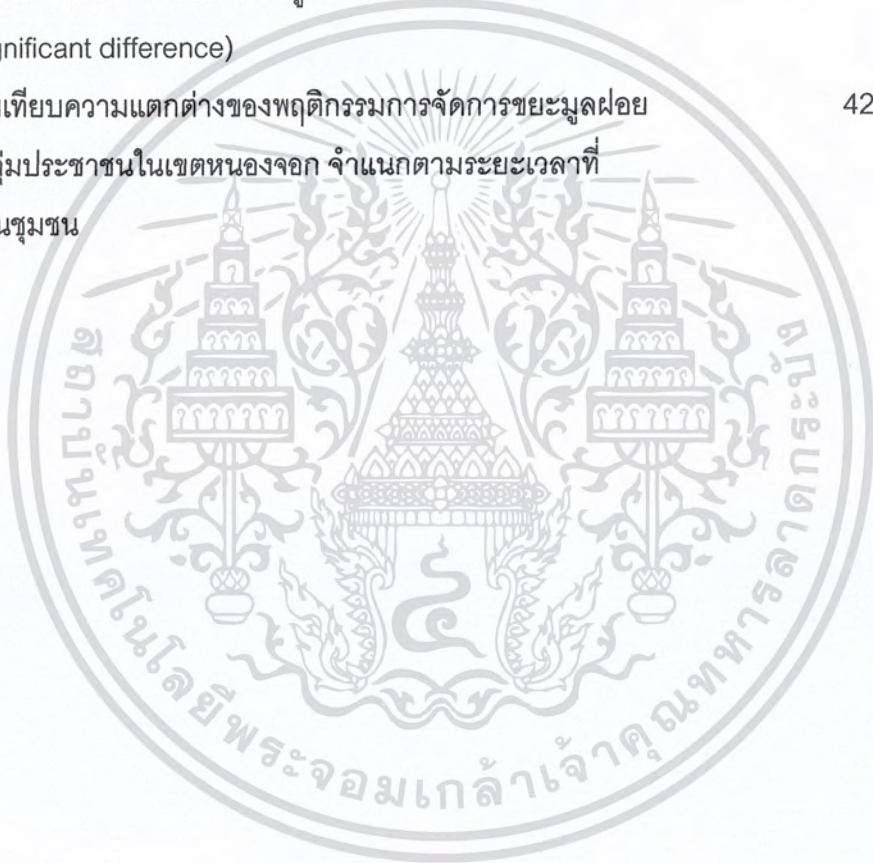 gnificant difference)
เทียบความแตกต่างของพฤติกรรมการจัดการขยะมูลฝอย 42
ประชาชนในเขตหนองจอก จำแนกตามระยะเวลาที่
ชุมชน
สถาบันเทคโนโลยีพระจอมเกล้าเจ้าคุณทหารลาดกระบัง